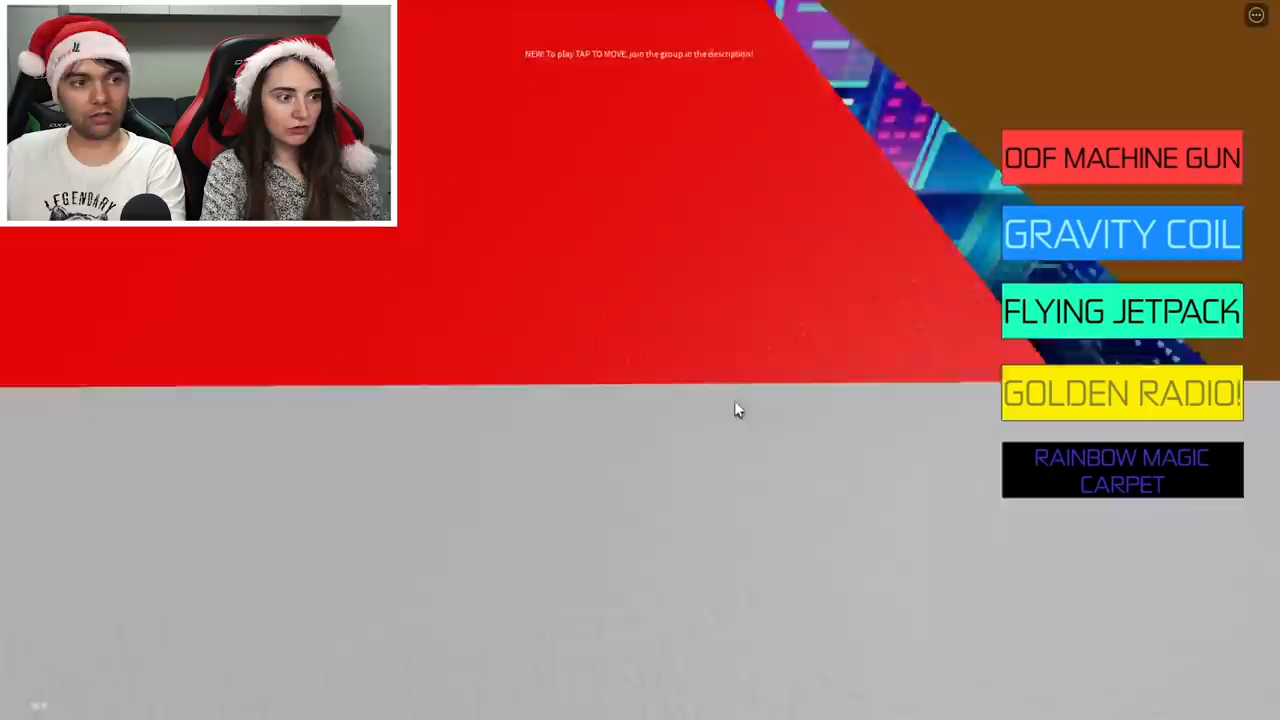 NEW! To play TAP TO MOVE, join the group in the description!
LEGENDARY
OOF MACHINE GUN
GRAVITY COIL
FLYING JETPACK
GOLDEN RADIO!
RAINBOW MAGIC
CARPET